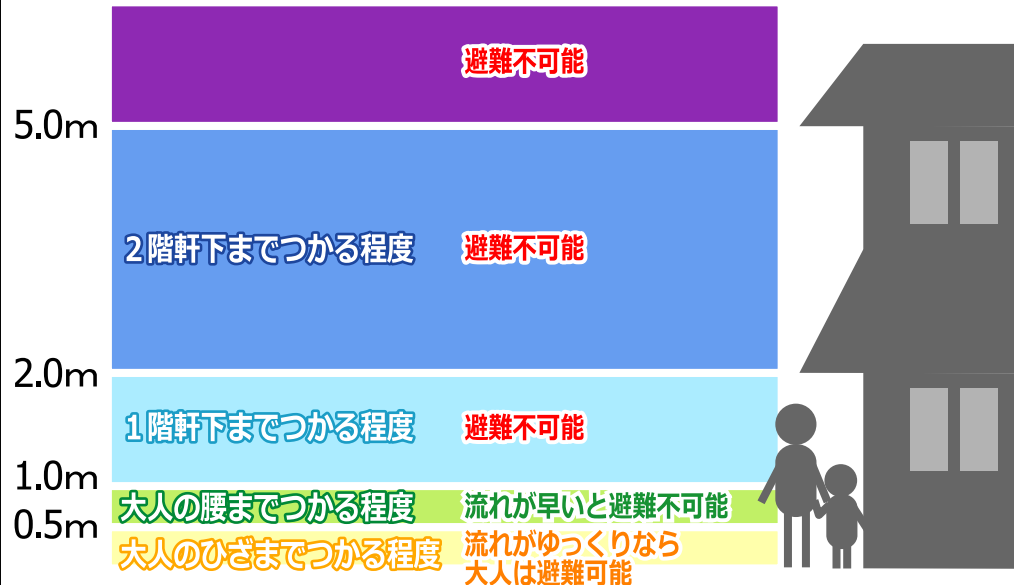 避難不可能
5.0m
2階軒下までつかる程度 避難不可能
2.0m
1階軒下までつかる程度 避難不可能
1.0m
大人の腰までつかる程度 流れが早いと避難不可能
0.5m
大人のひざまでつかる程度 流れがゆっくりなら
大人は避難可能